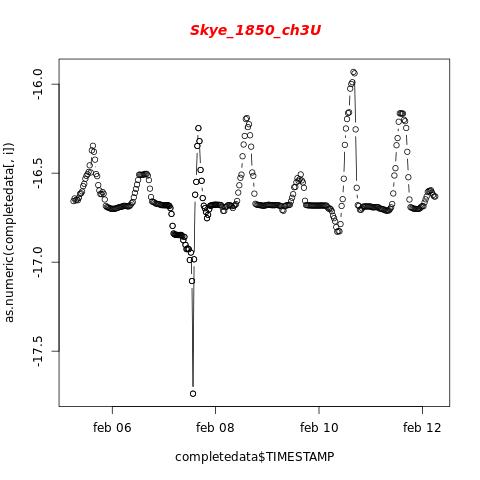 Skye_1850_ch3U
as.numeric(completedata[, i])
-16.0
-16.5
-17.0
-17.5
feb 06
feb 08
feb 10
feb 12
completedata$TIMESTAMP